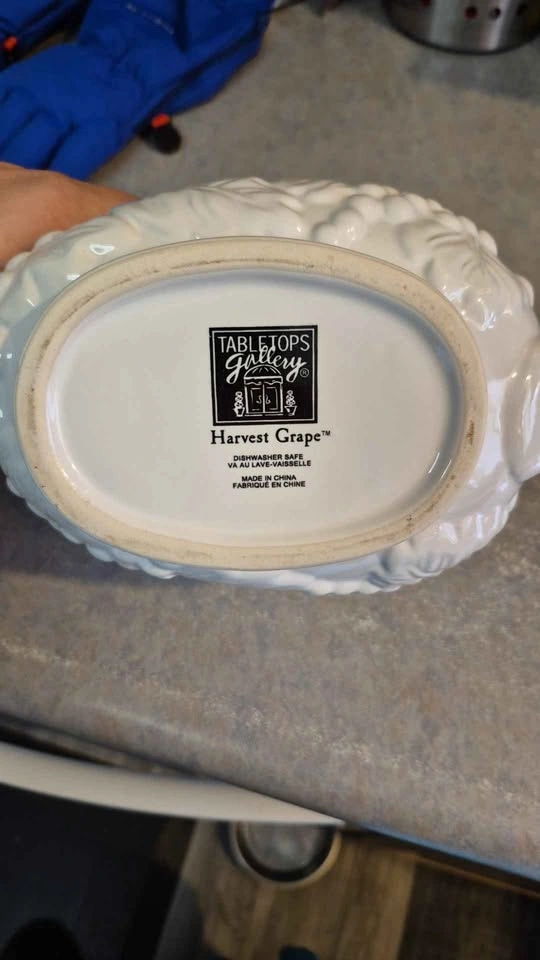 TABLETOPS
gallery®
Harvest Grape™
DISHWASHER SAFE
VA AU LAVE-VAISSELLE
MADE IN CHINA
FABRIQUÉ EN CHINE